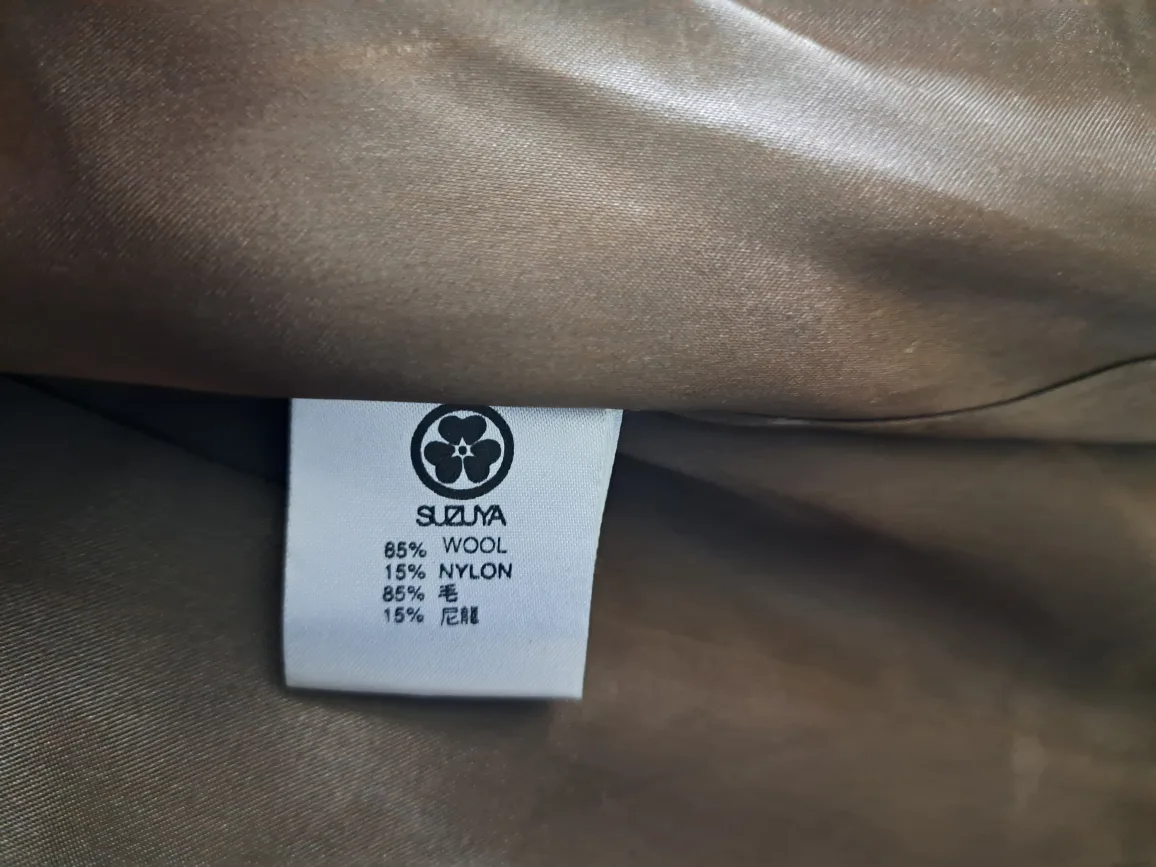 SUZUYA
85% WOOL
15% NYLON
85% 毛
15% 尼龍